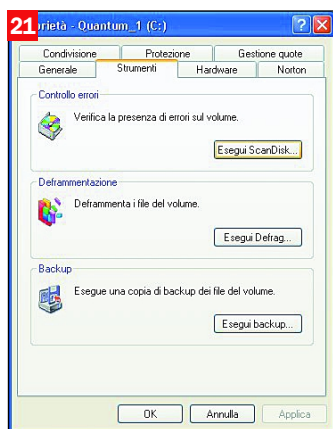 21
rietà - Quantum_1 (C:)
Condivisione Protezione Gestione quote
Generale Strumenti Hardware Norton
Controllo errori
Verifica la presenza di errori sul volume.
Esegui ScanDisk...
Deframmentazione
Deframmenta i file del volume.
Esegui Defrag...
Backup
Esegue una copia di backup dei file del volume.
Esegui backup...
OK Annulla Applica